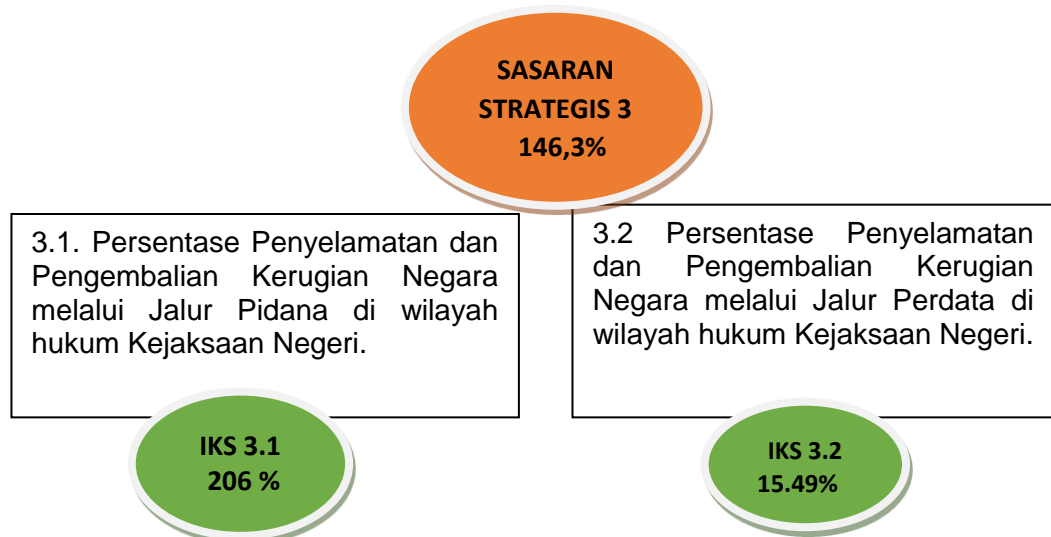 SASARAN
STRATEGIS 3
146,3%
3.1. Persentase Penyelamatan dan
Pengembalian Kerugian Negara
melalui Jalur Pidana di wilayah
hukum Kejaksaan Negeri.
3.2 Persentase Penyelamatan
dan Pengembalian Kerugian
Negara melalui Jalur Perdata di
wilayah hukum Kejaksaan Negeri.
IKS 3.1
206 %
IKS 3.2
15.49%